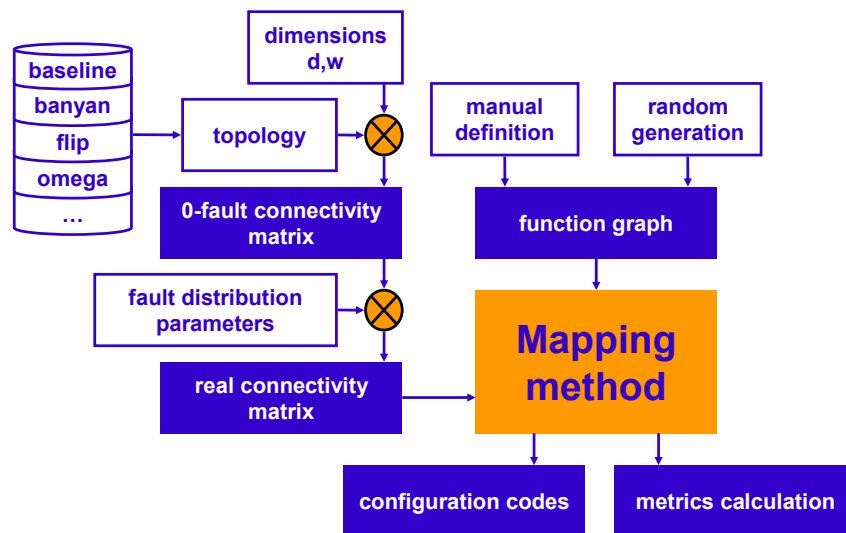 baseline
banyan
flip
omega
…
dimensions
d,w
topology
manual
definition
random
generation
0-fault connectivity
matrix
function graph
fault distribution
parameters
Mapping
method
real connectivity
matrix
configuration codes
metrics calculation